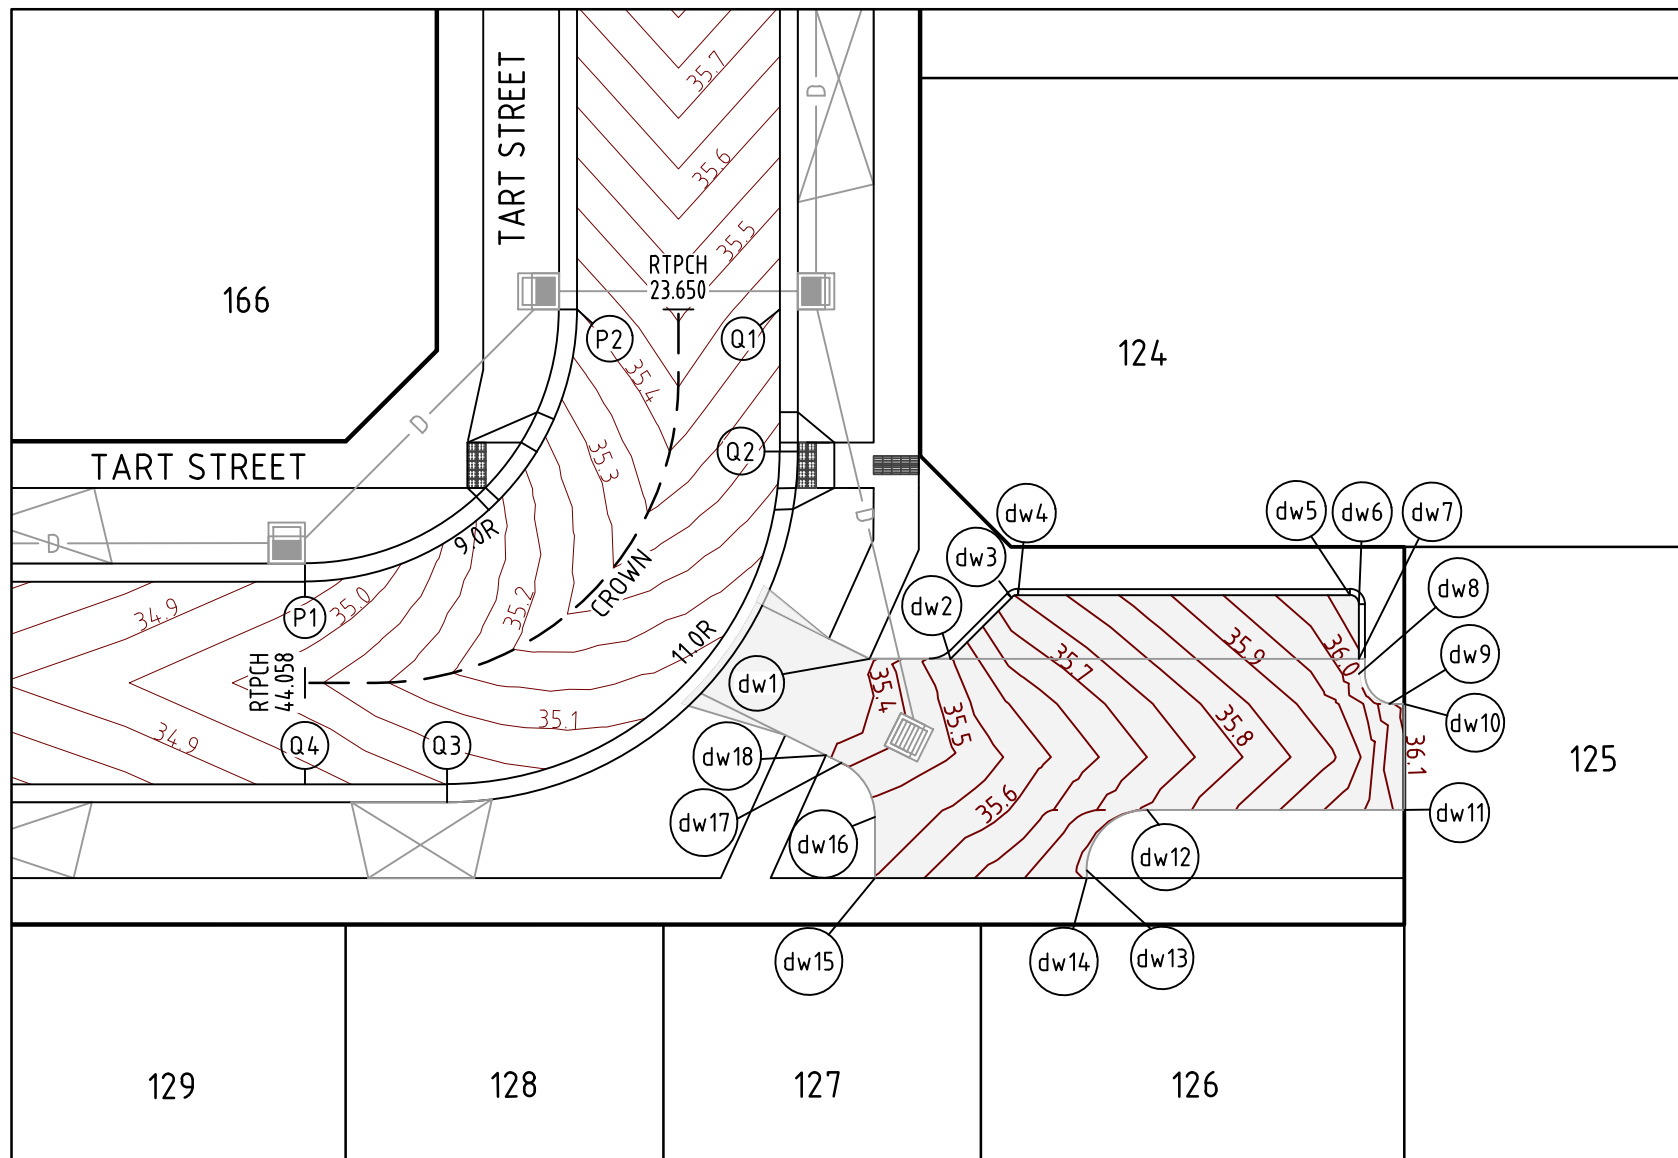 35.7
D
TART STREET
35.6
35.5
RTPCH
23.650
166
P2
Q1
124
35.4
D
TART STREET
Q2
35.3
D
9.0R
D
dw4
dw5
dw6
dw7
dw3
CROWN
dw8
34.9
P1
35.0
35.2
dw2
11.0R
35.9
36.0
dw9
RTPCH
44.058
dw1
35.4
35.7
35.1
35.5
35.8
dw10
34.9
Q4
Q3
dw18
36.1
125
35.6
dw17
dw16
dw11
dw12
dw15
dw14
dw13
129
128
127
126